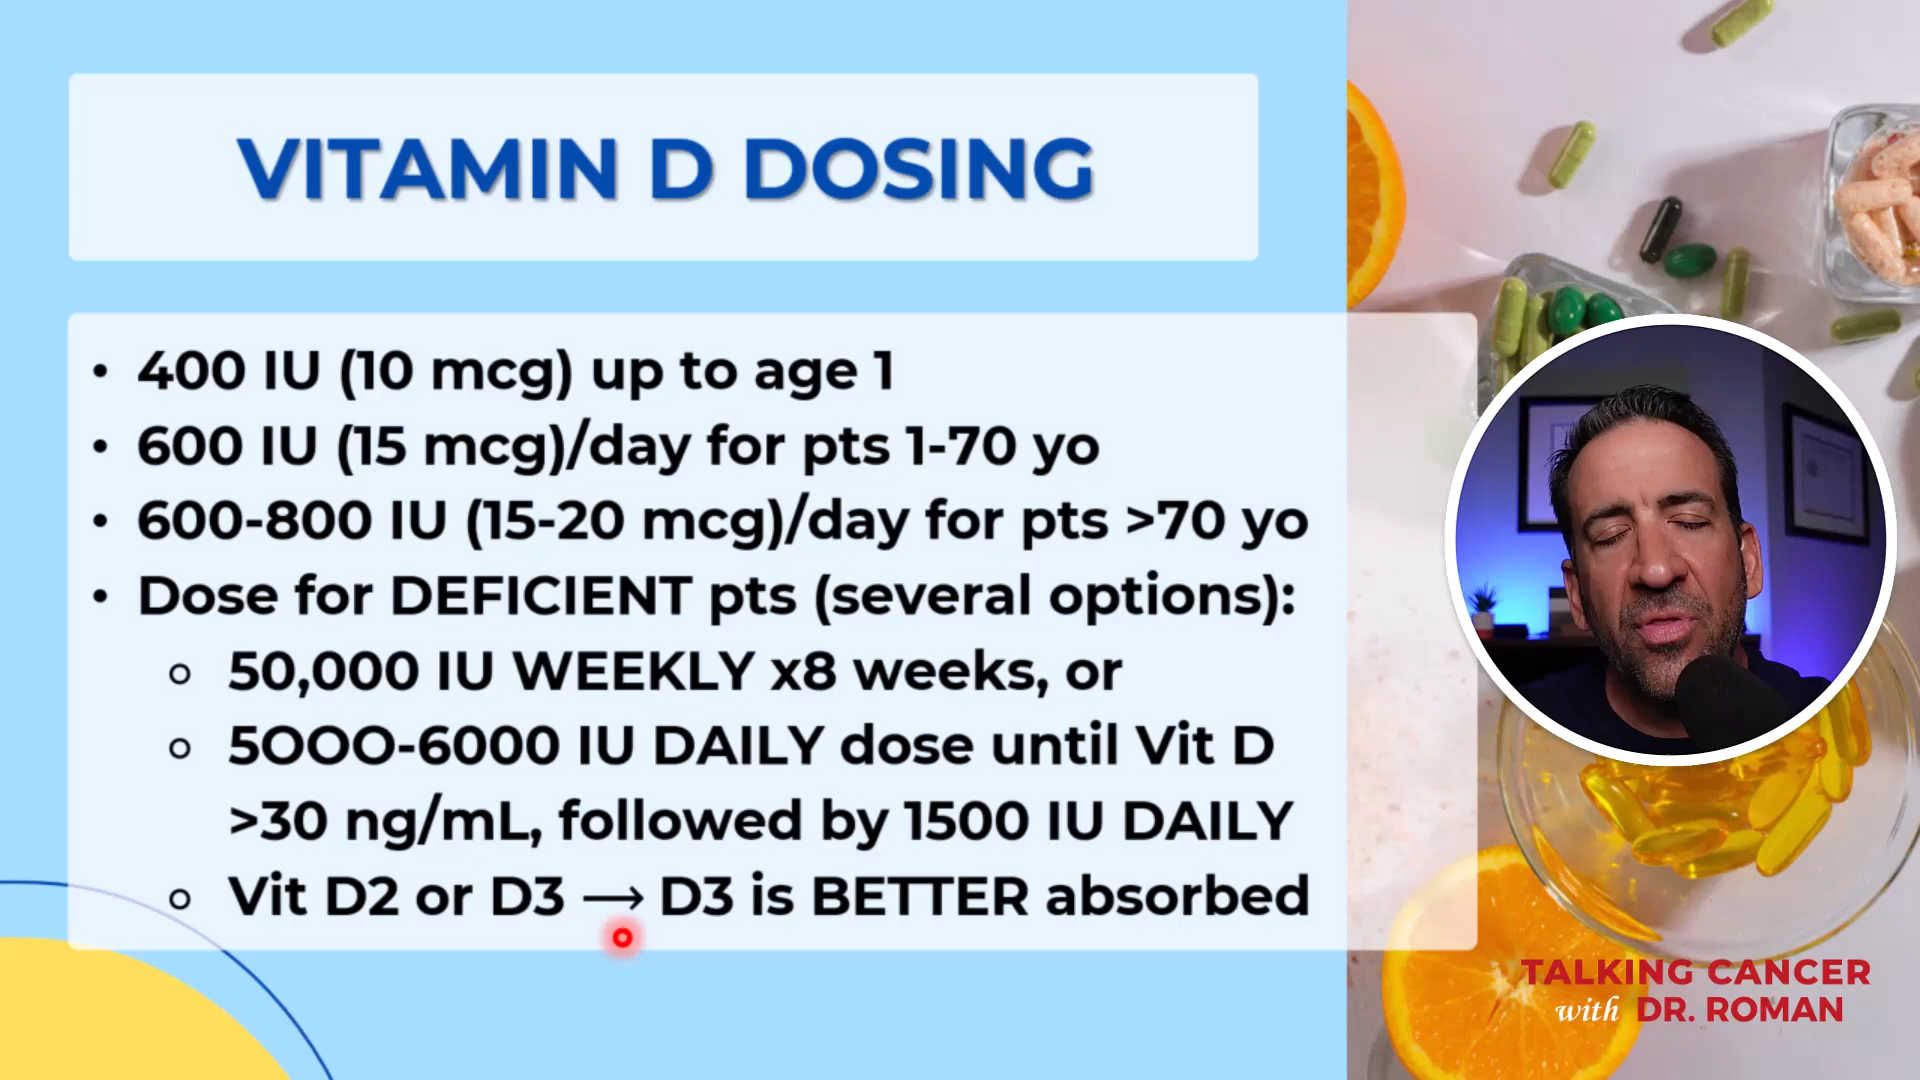 VITAMIN D DOSING
• 400 IU (10 mcg) up to age 1
• 600 IU (15 mcg)/day for pts 1-70 yo
• 600-800 IU (15-20 mcg)/day for pts >70 yo
• Dose for DEFICIENT pts (several options):
○ 50,000 IU WEEKLY x8 weeks, or
○ 5OOO-6000 IU DAILY dose until Vit D
>30 ng/mL, followed by 1500 IU DAILY
○ Vit D2 or D3 → D3 is BETTER absorbed
TALKING CANCER
with DR. ROMAN